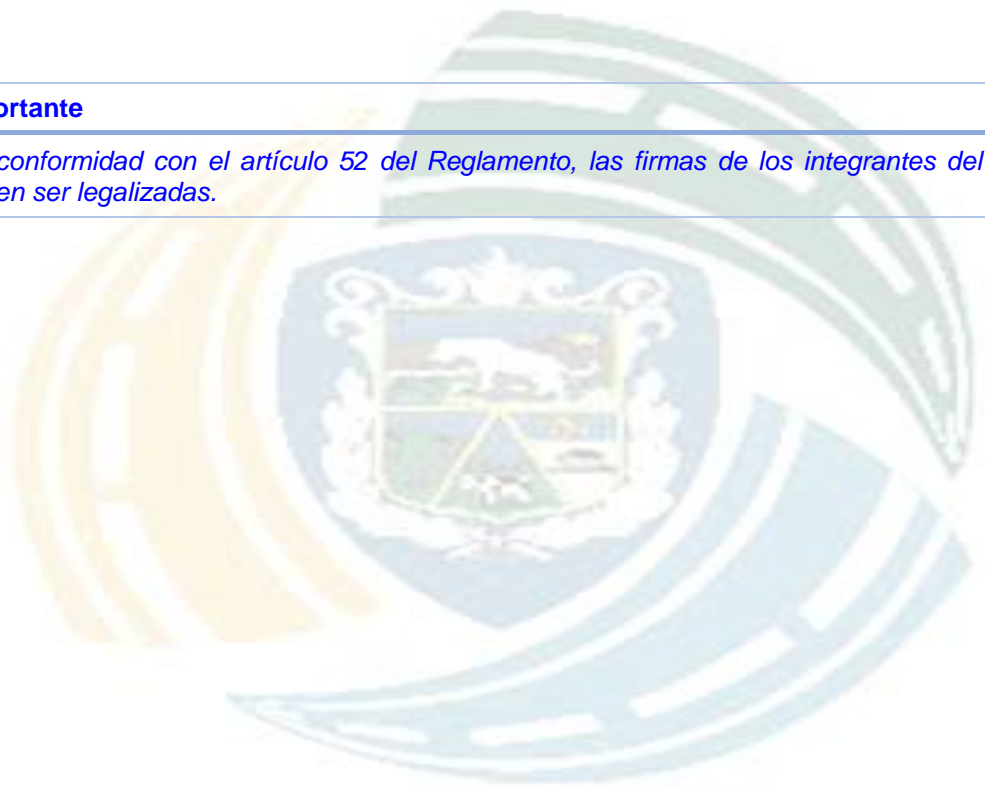 ortante
conformidad con el artículo 52 del Reglamento, las firmas de los integrantes del
en ser legalizadas.